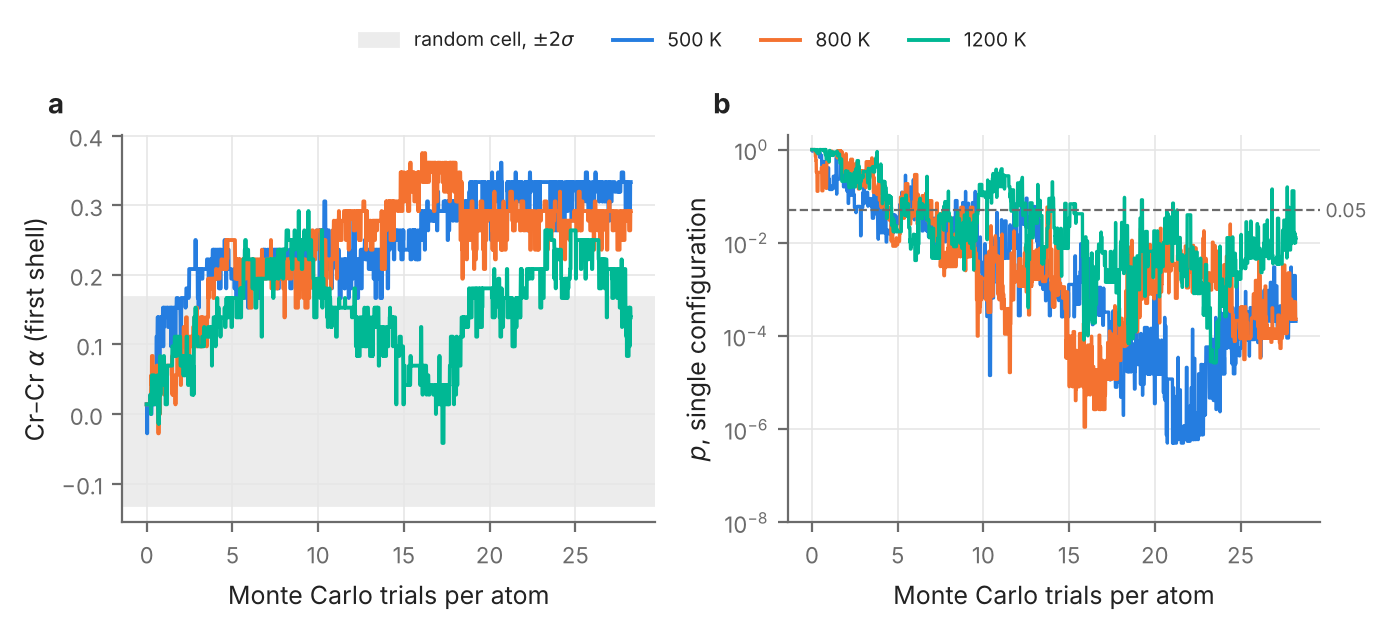 random cell, ±2σ 500 K 800 K 1200 K
a
Cr–Cr α (first shell)
0.4
0.3
0.2
0.1
0.0
−0.1
0 5 10 15 20 25
Monte Carlo trials per atom
b
p, single configuration
10⁰
10⁻²
10⁻⁴
10⁻⁶
10⁻⁸
0.05
0 5 10 15 20 25
Monte Carlo trials per atom